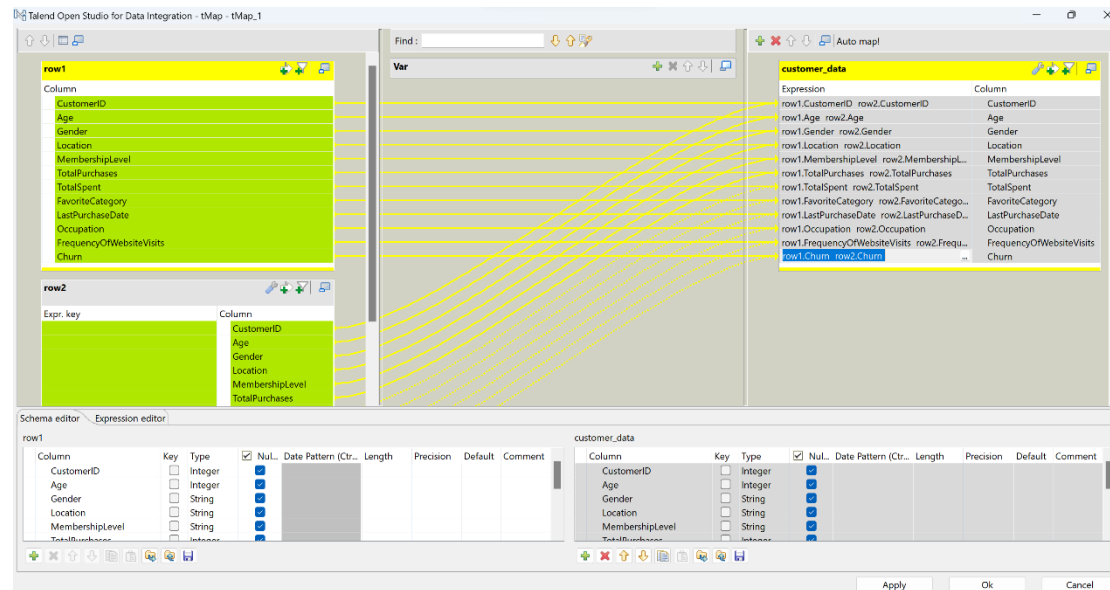 Talend Open Studio for Data Integration - tMap - tMap_1
Find :
Auto map!
row1
Column
CustomerID
Age
Gender
Location
MembershipLevel
TotalPurchases
TotalSpent
FavoriteCategory
LastPurchaseDate
Occupation
FrequencyOfWebsiteVisits
Churn
row2
Expr. key Column
CustomerID
Age
Gender
Location
MembershipLevel
TotalPurchases
Var
customer_data
Expression Column
row1.CustomerID row2.CustomerID CustomerID
row1.Age row2.Age Age
row1.Gender row2.Gender Gender
row1.Location row2.Location Location
row1.MembershipLevel row2.MembershipL... MembershipLevel
row1.TotalPurchases row2.TotalPurchases TotalPurchases
row1.TotalSpent row2.TotalSpent TotalSpent
row1.FavoriteCategory row2.FavoriteCatego... FavoriteCategory
row1.LastPurchaseDate row2.LastPurchaseD... LastPurchaseDate
row1.Occupation row2.Occupation Occupation
row1.FrequencyOfWebsiteVisits row2.Frequ... FrequencyOfWebsiteVisits
row1.Churn row2.Churn ... Churn
Schema editor Expression editor
row1
Column Key Type Nul... Date Pattern (Ctr... Length Precision Default Comment
CustomerID Integer
Age Integer
Gender String
Location String
MembershipLevel String
TotalPurchases Integer
customer_data
Column Key Type Nul... Date Pattern (Ctr... Length Precision Default Comment
CustomerID Integer
Age Integer
Gender String
Location String
MembershipLevel String
TotalPurchases Integer
Apply Ok Cancel